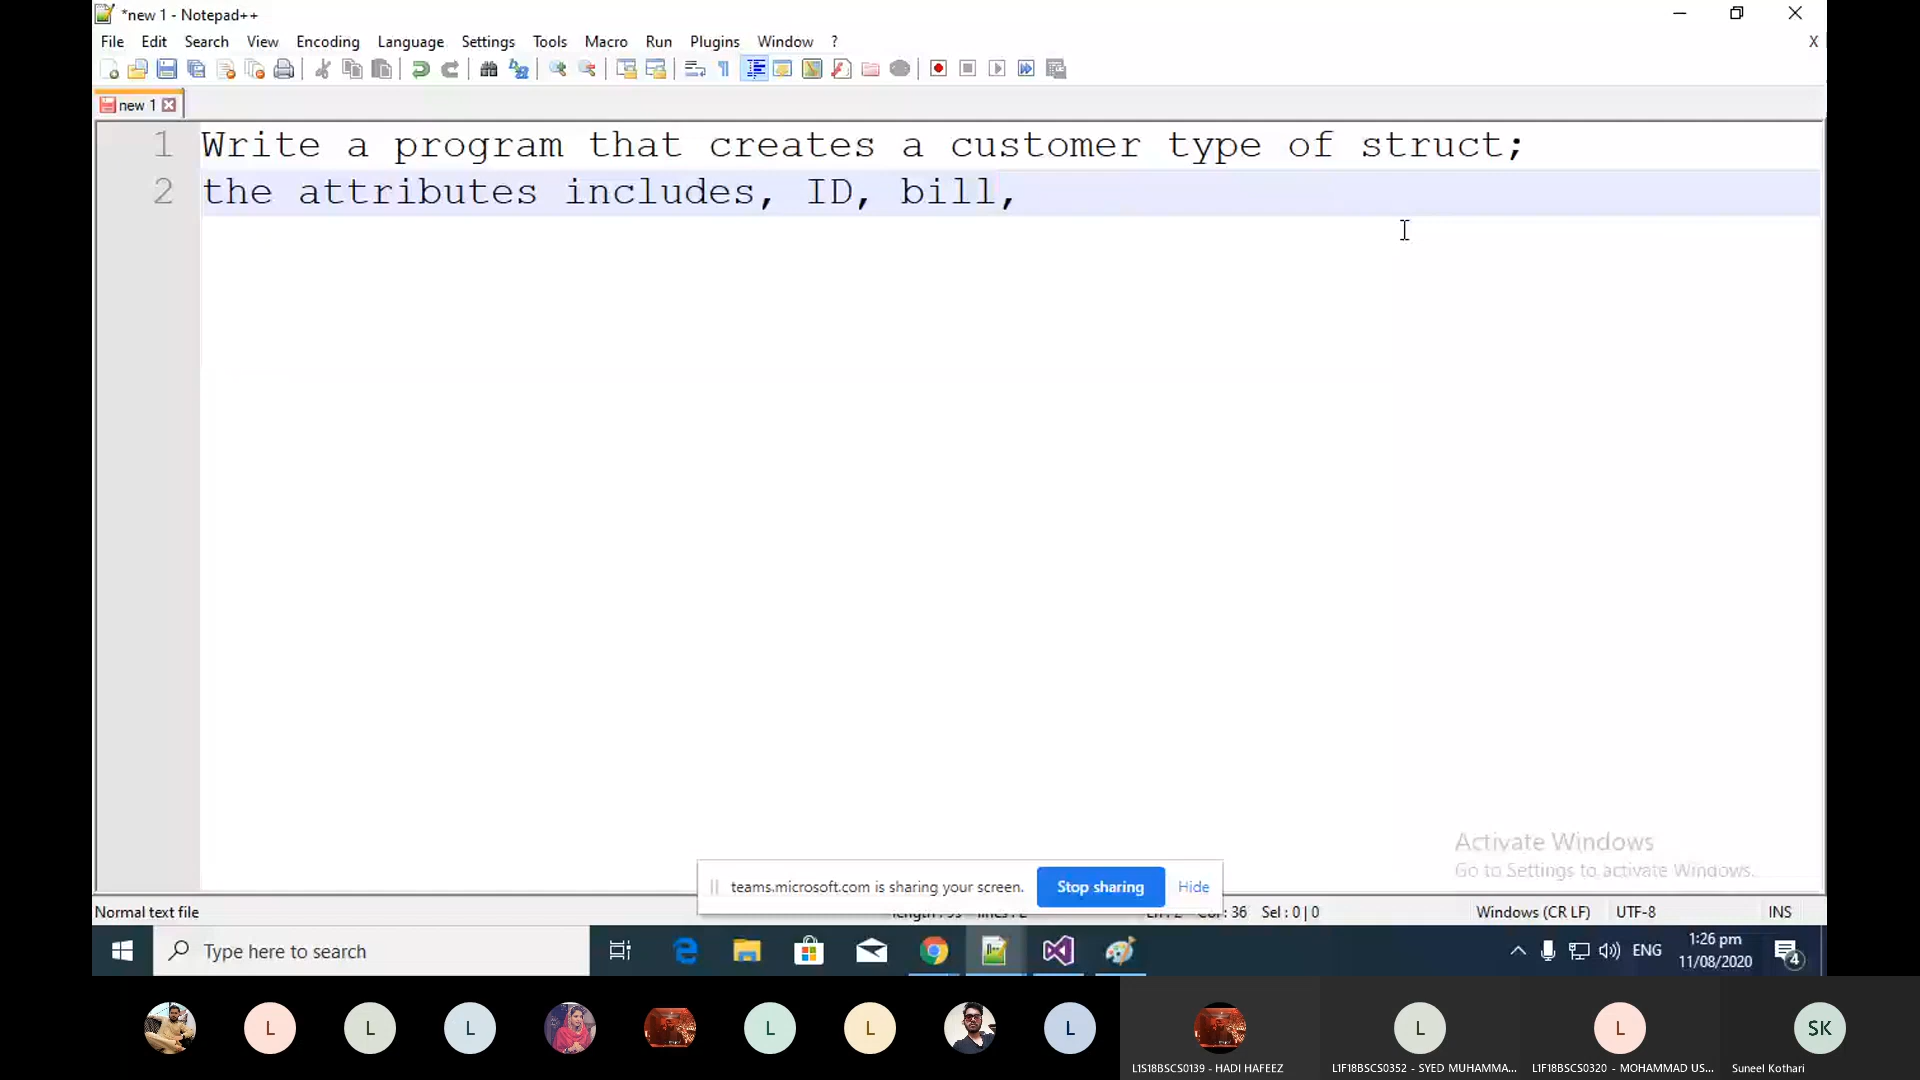 *new 1 - Notepad++
File Edit Search View Encoding Language Settings Tools Macro Run Plugins Window ? X
new 1
1 Write a program that creates a customer type of struct;
2 the attributes includes, ID, bill,
Activate Windows
Go to Settings to activate Windows.
teams.microsoft.com is sharing your screen. Stop sharing Hide
Normal text file 36 Sel : 0 | 0 Windows (CR LF) UTF-8 INS
Type here to search
ENG
1:26 pm
11/08/2020
4
L L L L L L L L SK
L1S18BSCS0139 - HADI HAFEEZ L1F18BSCS0352 - SYED MUHAMMA... L1F18BSCS0320 - MOHAMMAD US... Suneel Kothari